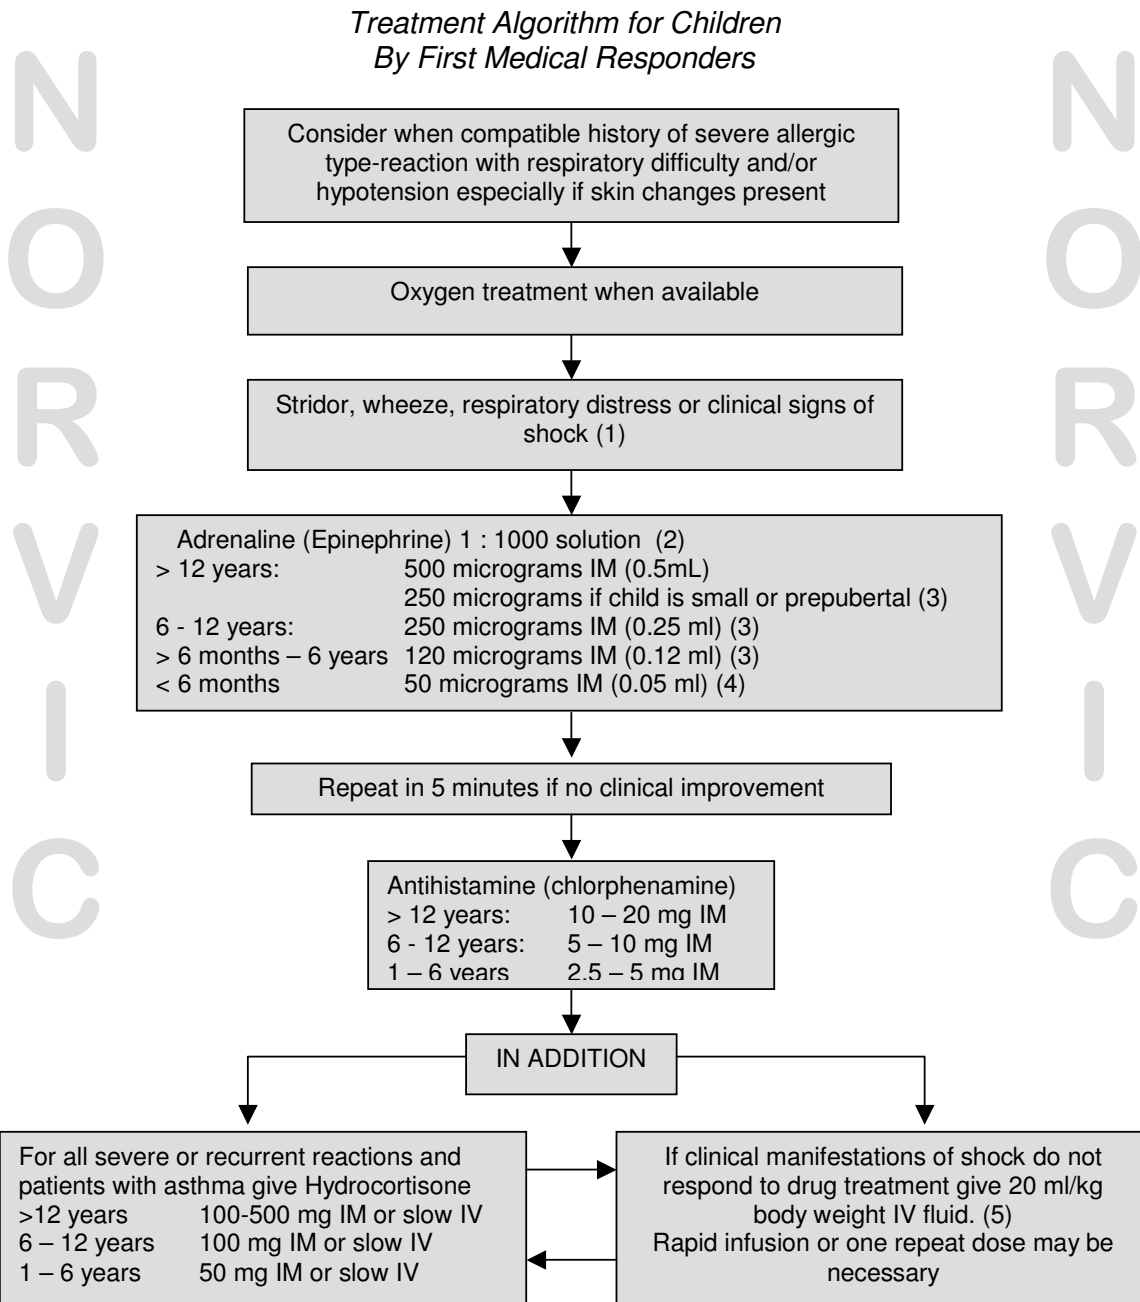 Treatment Algorithm for Children
By First Medical Responders
N
O
R
V
I
C
N
O
R
V
I
C
Consider when compatible history of severe allergic
type-reaction with respiratory difficulty and/or
hypotension especially if skin changes present
Oxygen treatment when available
Stridor, wheeze, respiratory distress or clinical signs of
shock (1)
Adrenaline (Epinephrine) 1 : 1000 solution (2)
> 12 years: 500 micrograms IM (0.5mL)
250 micrograms if child is small or prepubertal (3)
6 - 12 years: 250 micrograms IM (0.25 ml) (3)
> 6 months – 6 years 120 micrograms IM (0.12 ml) (3)
< 6 months 50 micrograms IM (0.05 ml) (4)
Repeat in 5 minutes if no clinical improvement
Antihistamine (chlorphenamine)
> 12 years: 10 – 20 mg IM
6 - 12 years: 5 – 10 mg IM
1 – 6 years 2.5 – 5 mg IM
IN ADDITION
For all severe or recurrent reactions and
patients with asthma give Hydrocortisone
>12 years 100-500 mg IM or slow IV
6 – 12 years 100 mg IM or slow IV
1 – 6 years 50 mg IM or slow IV
If clinical manifestations of shock do not
respond to drug treatment give 20 ml/kg
body weight IV fluid. (5)
Rapid infusion or one repeat dose may be
necessary